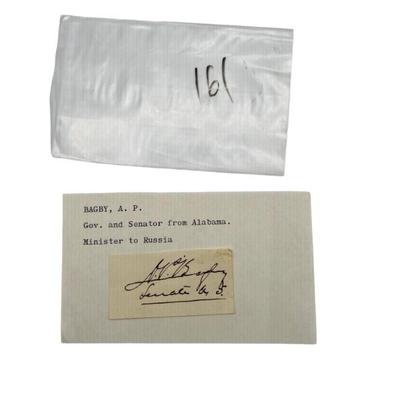 161
BAGBY, A. P.
Gov. and Senator from Alabama.
Minister to Russia
A. P. Bagby
Senate U. S.